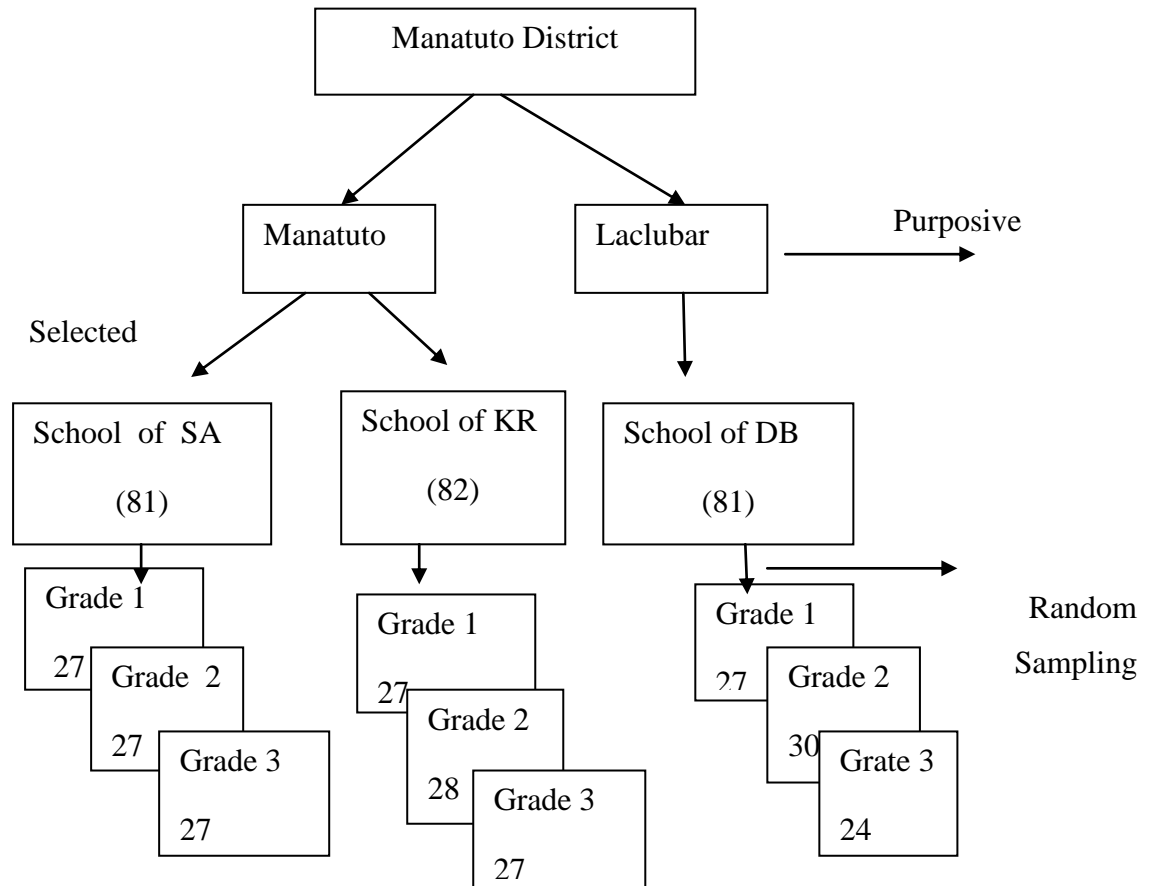 Manatuto District
Manatuto
Laclubar
Purposive
Selected
School of SA
(81)
School of KR
(82)
School of DB
(81)
Grade 1
27
Grade 2
27
Grade 3
27
Grade 1
27
Grade 2
28
Grade 3
27
Grade 1
27
Grade 2
30
Grate 3
24
Random
Sampling